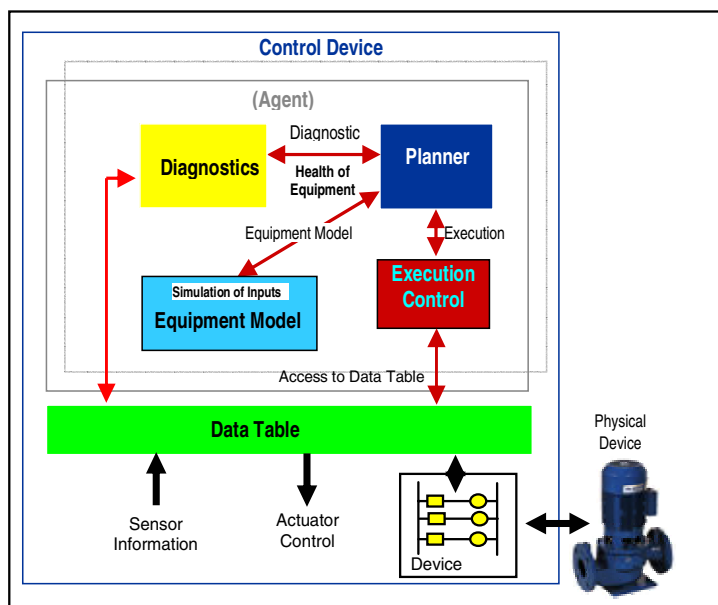 Control Device
(Agent)
Diagnostic
Diagnostics
Planner
Health of
Equipment
Equipment Model
Execution
Simulation of Inputs
Equipment Model
Execution
Control
Access to Data Table
Data Table
Physical
Device
Sensor
Information
Actuator
Control
Device